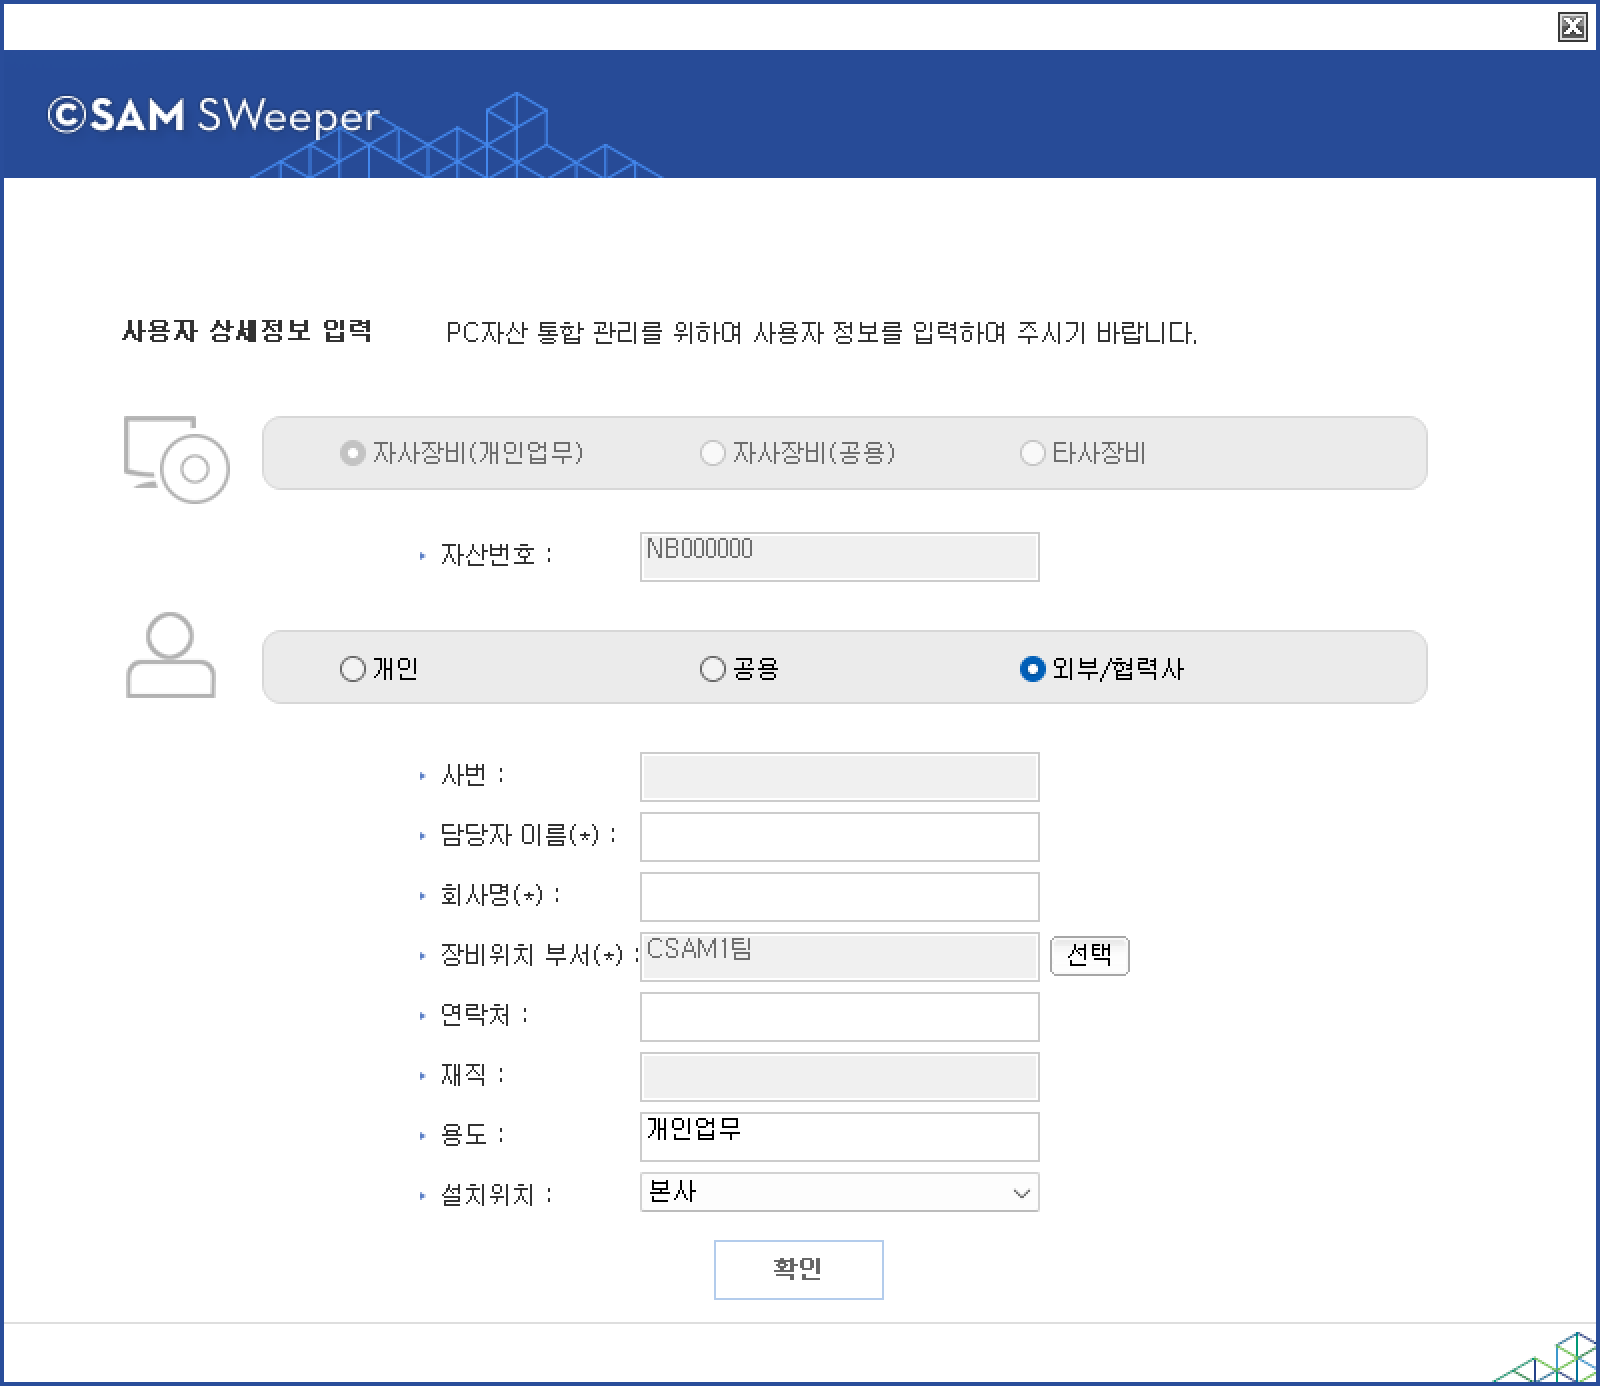 ©SAM SWeeper
사용자 상세정보 입력 PC자산 통합 관리를 위하여 사용자 정보를 입력하여 주시기 바랍니다.
자사장비(개인업무) 자사장비(공용) 타사장비
자산번호 : NB000000
개인 공용 외부/협력사
사번 :
담당자 이름(*) :
회사명(*) :
장비위치 부서(*) : CSAM1팀 선택
연락처 :
재직 :
용도 : 개인업무
설치위치 : 본사
확인